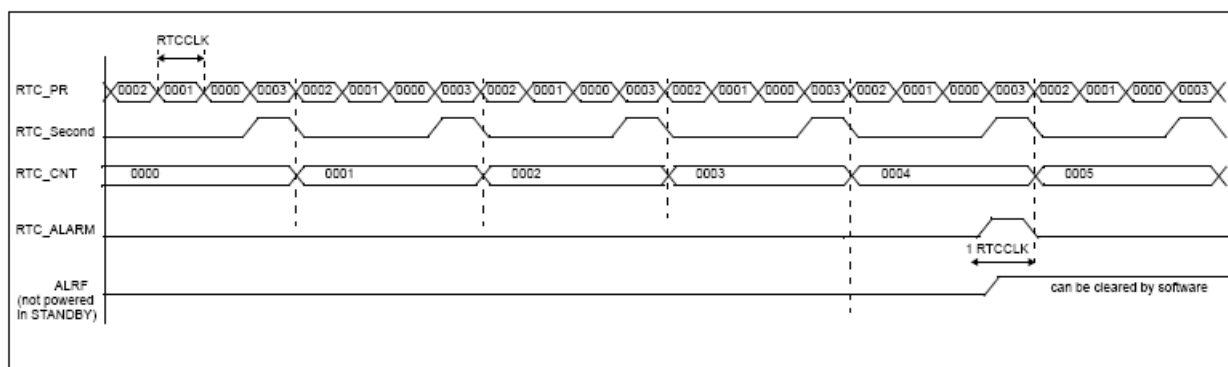 RTCCLK
RTC_PR 0002 0001 0000 0003 0002 0001 0000 0003 0002 0001 0000 0003 0002 0001 0000 0003 0002 0001 0000 0003 0002 0001 0000 0003
RTC_Second
RTC_CNT 0000 0001 0002 0003 0004 0005
RTC_ALARM
1 RTCCLK
ALRF
(not powered
in STANDBY)
can be cleared by software